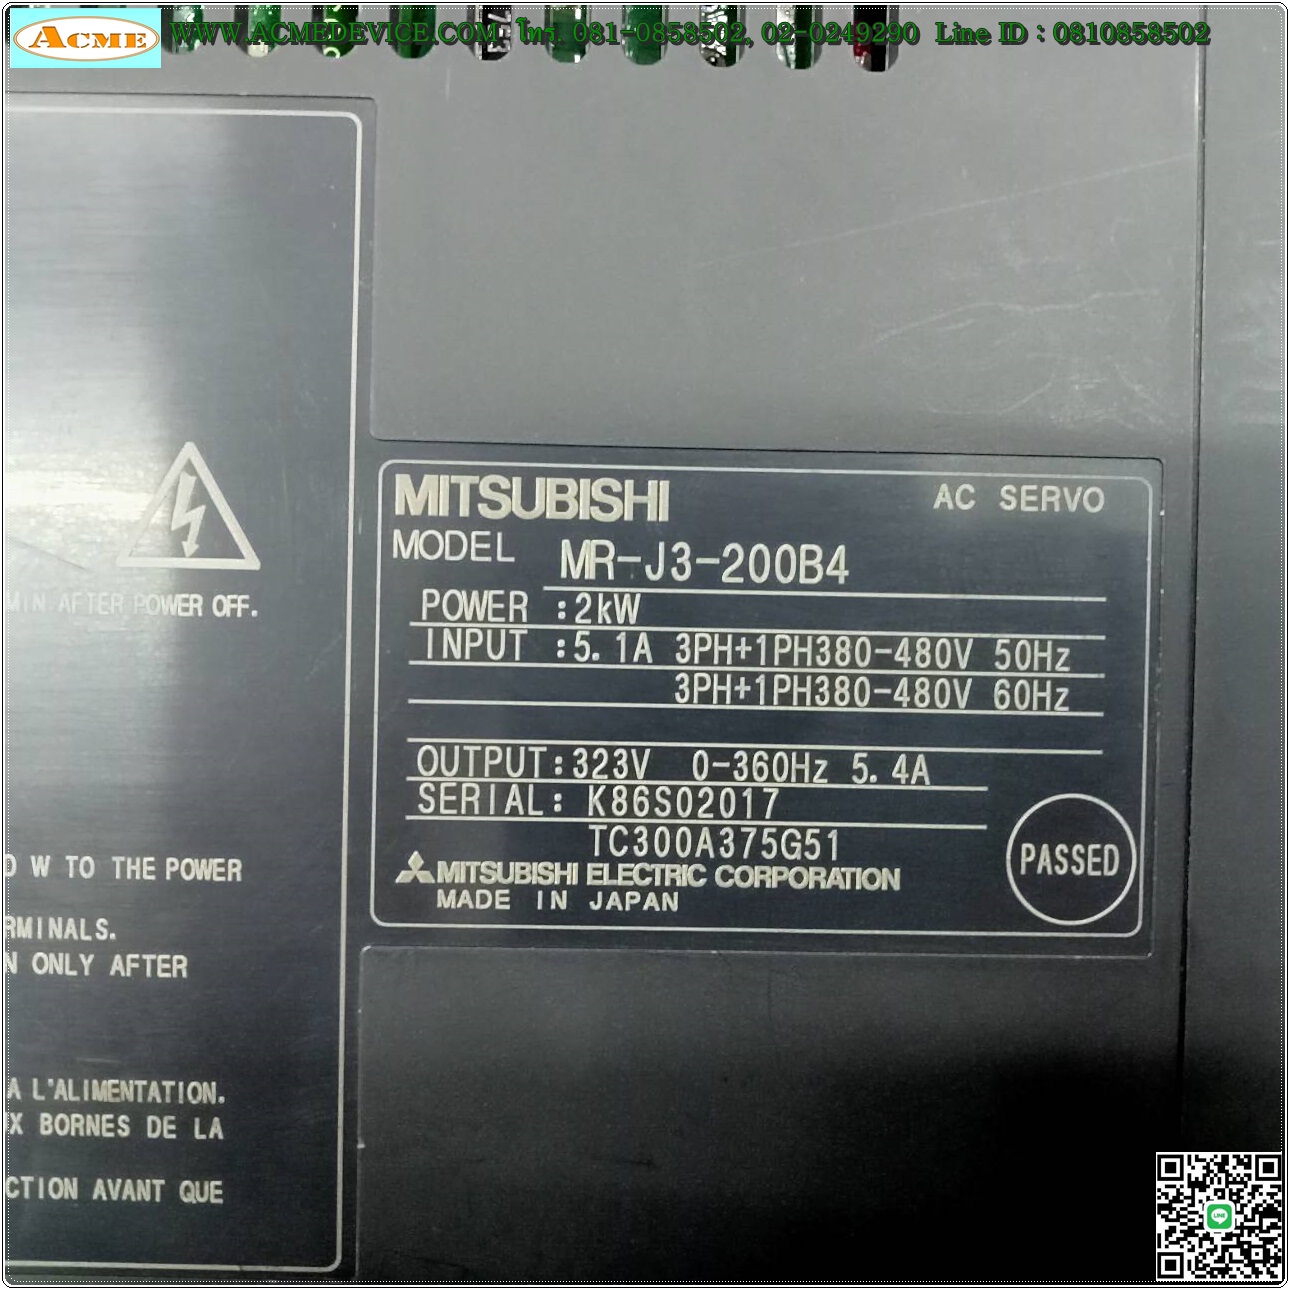 ACME WWW.ACMEDEVICE.COM โทร. 081-0858502, 02-0249290 Line ID : 0810858502
MIN AFTER POWER OFF.
W TO THE POWER
ONLY AFTER
A L'ALIMENTATION.
BORNES DE LA
AVANT QUE
MITSUBISHI AC SERVO
MODEL MR-J3-200B4
POWER :2kW
INPUT :5.1A 3PH+1PH380-480V 50Hz
3PH+1PH380-480V 60Hz
OUTPUT:323V 0-360Hz 5.4A
SERIAL: K86S02017
TC300A375G51
MITSUBISHI ELECTRIC CORPORATION
MADE IN JAPAN
PASSED
LINE